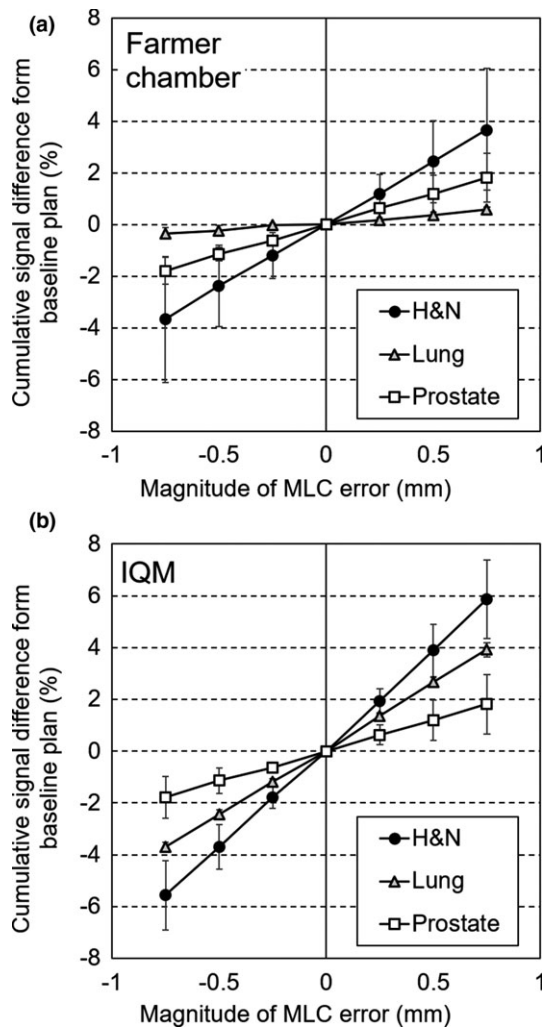 (a)
Farmer
chamber
Cumulative signal difference form
baseline plan (%)
8
6
4
2
0
-2
-4
-6
-8
H&N
Lung
Prostate
-1
-0.5
0
0.5
1
Magnitude of MLC error (mm)
(b)
IQM
Cumulative signal difference form
baseline plan (%)
8
6
4
2
0
-2
-4
-6
-8
H&N
Lung
Prostate
-1
-0.5
0
0.5
1
Magnitude of MLC error (mm)